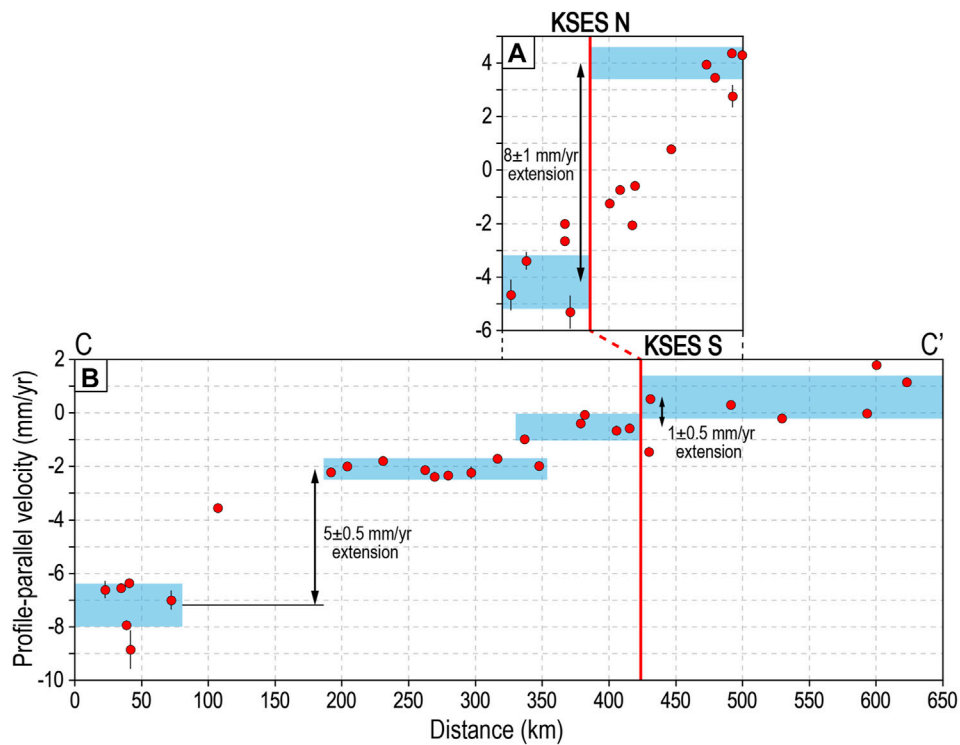 KSES N
A
4
2
0
-2
-4
-6
8±1 mm/yr
extension
C
KSES S
C'
B
2
0
-2
-4
-6
-8
-10
1±0.5 mm/yr
extension
5±0.5 mm/yr
extension
Profile-parallel velocity (mm/yr)
0 50 100 150 200 250 300 350 400 450 500 550 600 650
Distance (km)